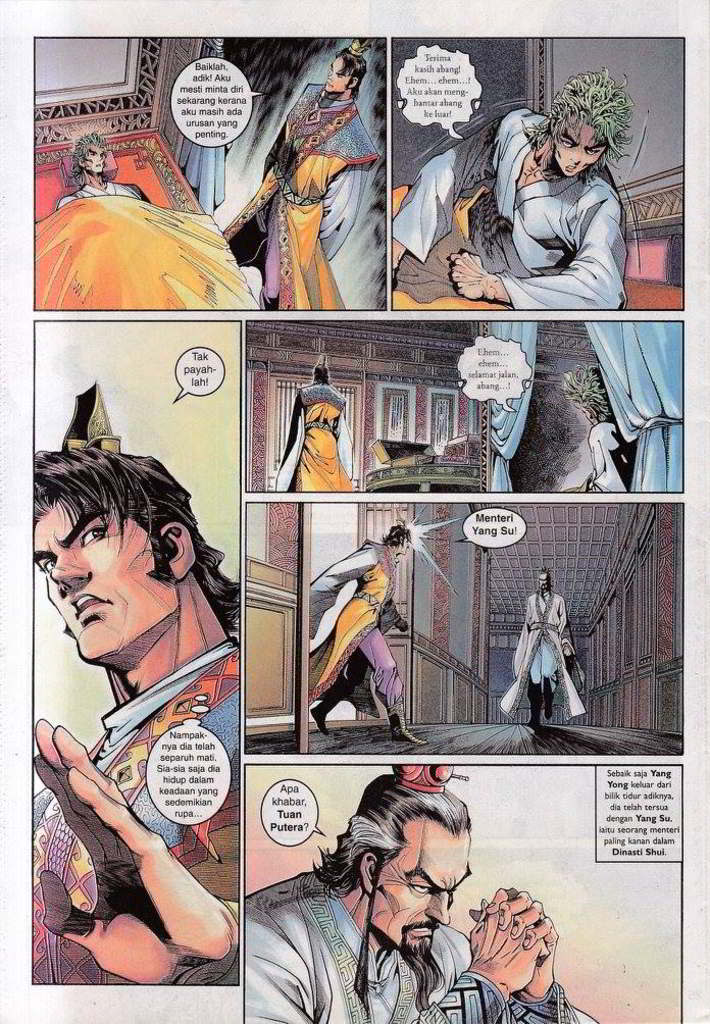 Baiklah,
adik! Aku
mesti minta diri
sekarang kerana
aku masih ada
urusan yang
penting.
Terima
kasih abang!
Ehem... ehem...!
Aku akan meng-
hantar abang
ke luar!
Tak
payah-
lah!
Ehem...
ehem...
selamat jalan,
abang...!
Menteri
Yang Su!
Nampak-
nya dia telah
separuh mati.
Sia-sia saja dia
hidup dalam
keadaan yang
sedemikian
rupa...
Apa
khabar,
Tuan
Putera?
Sebaik saja Yang
Yong keluar dari
bilik tidur adiknya,
dia telah tersua
dengan Yang Su,
iaitu seorang menteri
paling kanan dalam
Dinasti Shui.